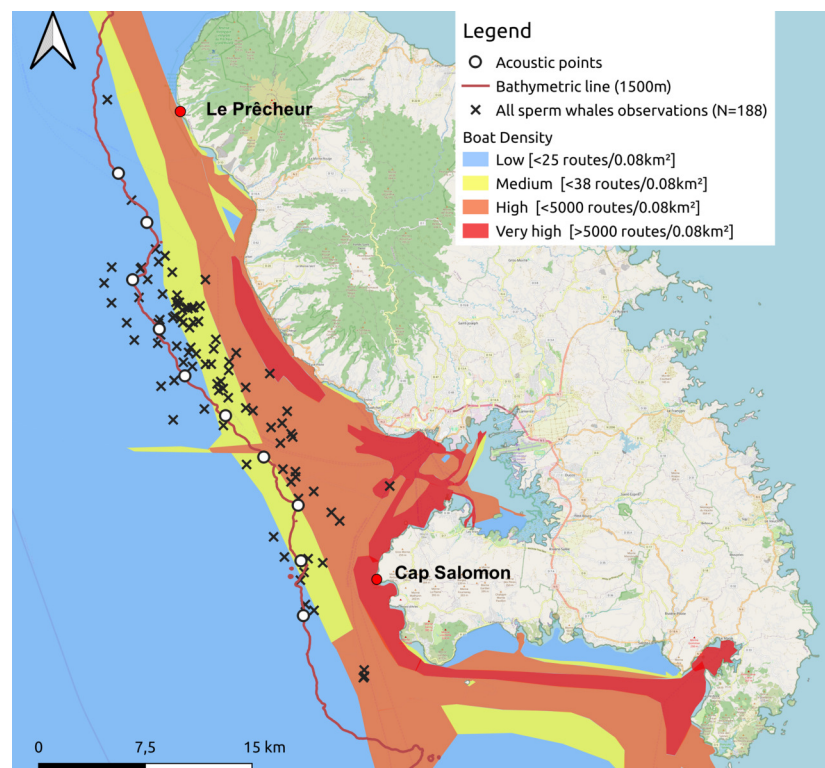 Legend
Acoustic points
Bathymetric line (1500m)
All sperm whales observations (N=188)
Boat Density
Low [<25 routes/0.08km²]
Medium [<38 routes/0.08km²]
High [<5000 routes/0.08km²]
Very high [>5000 routes/0.08km²]
Le Prêcheur
Cap Salomon
0 7,5 15 km